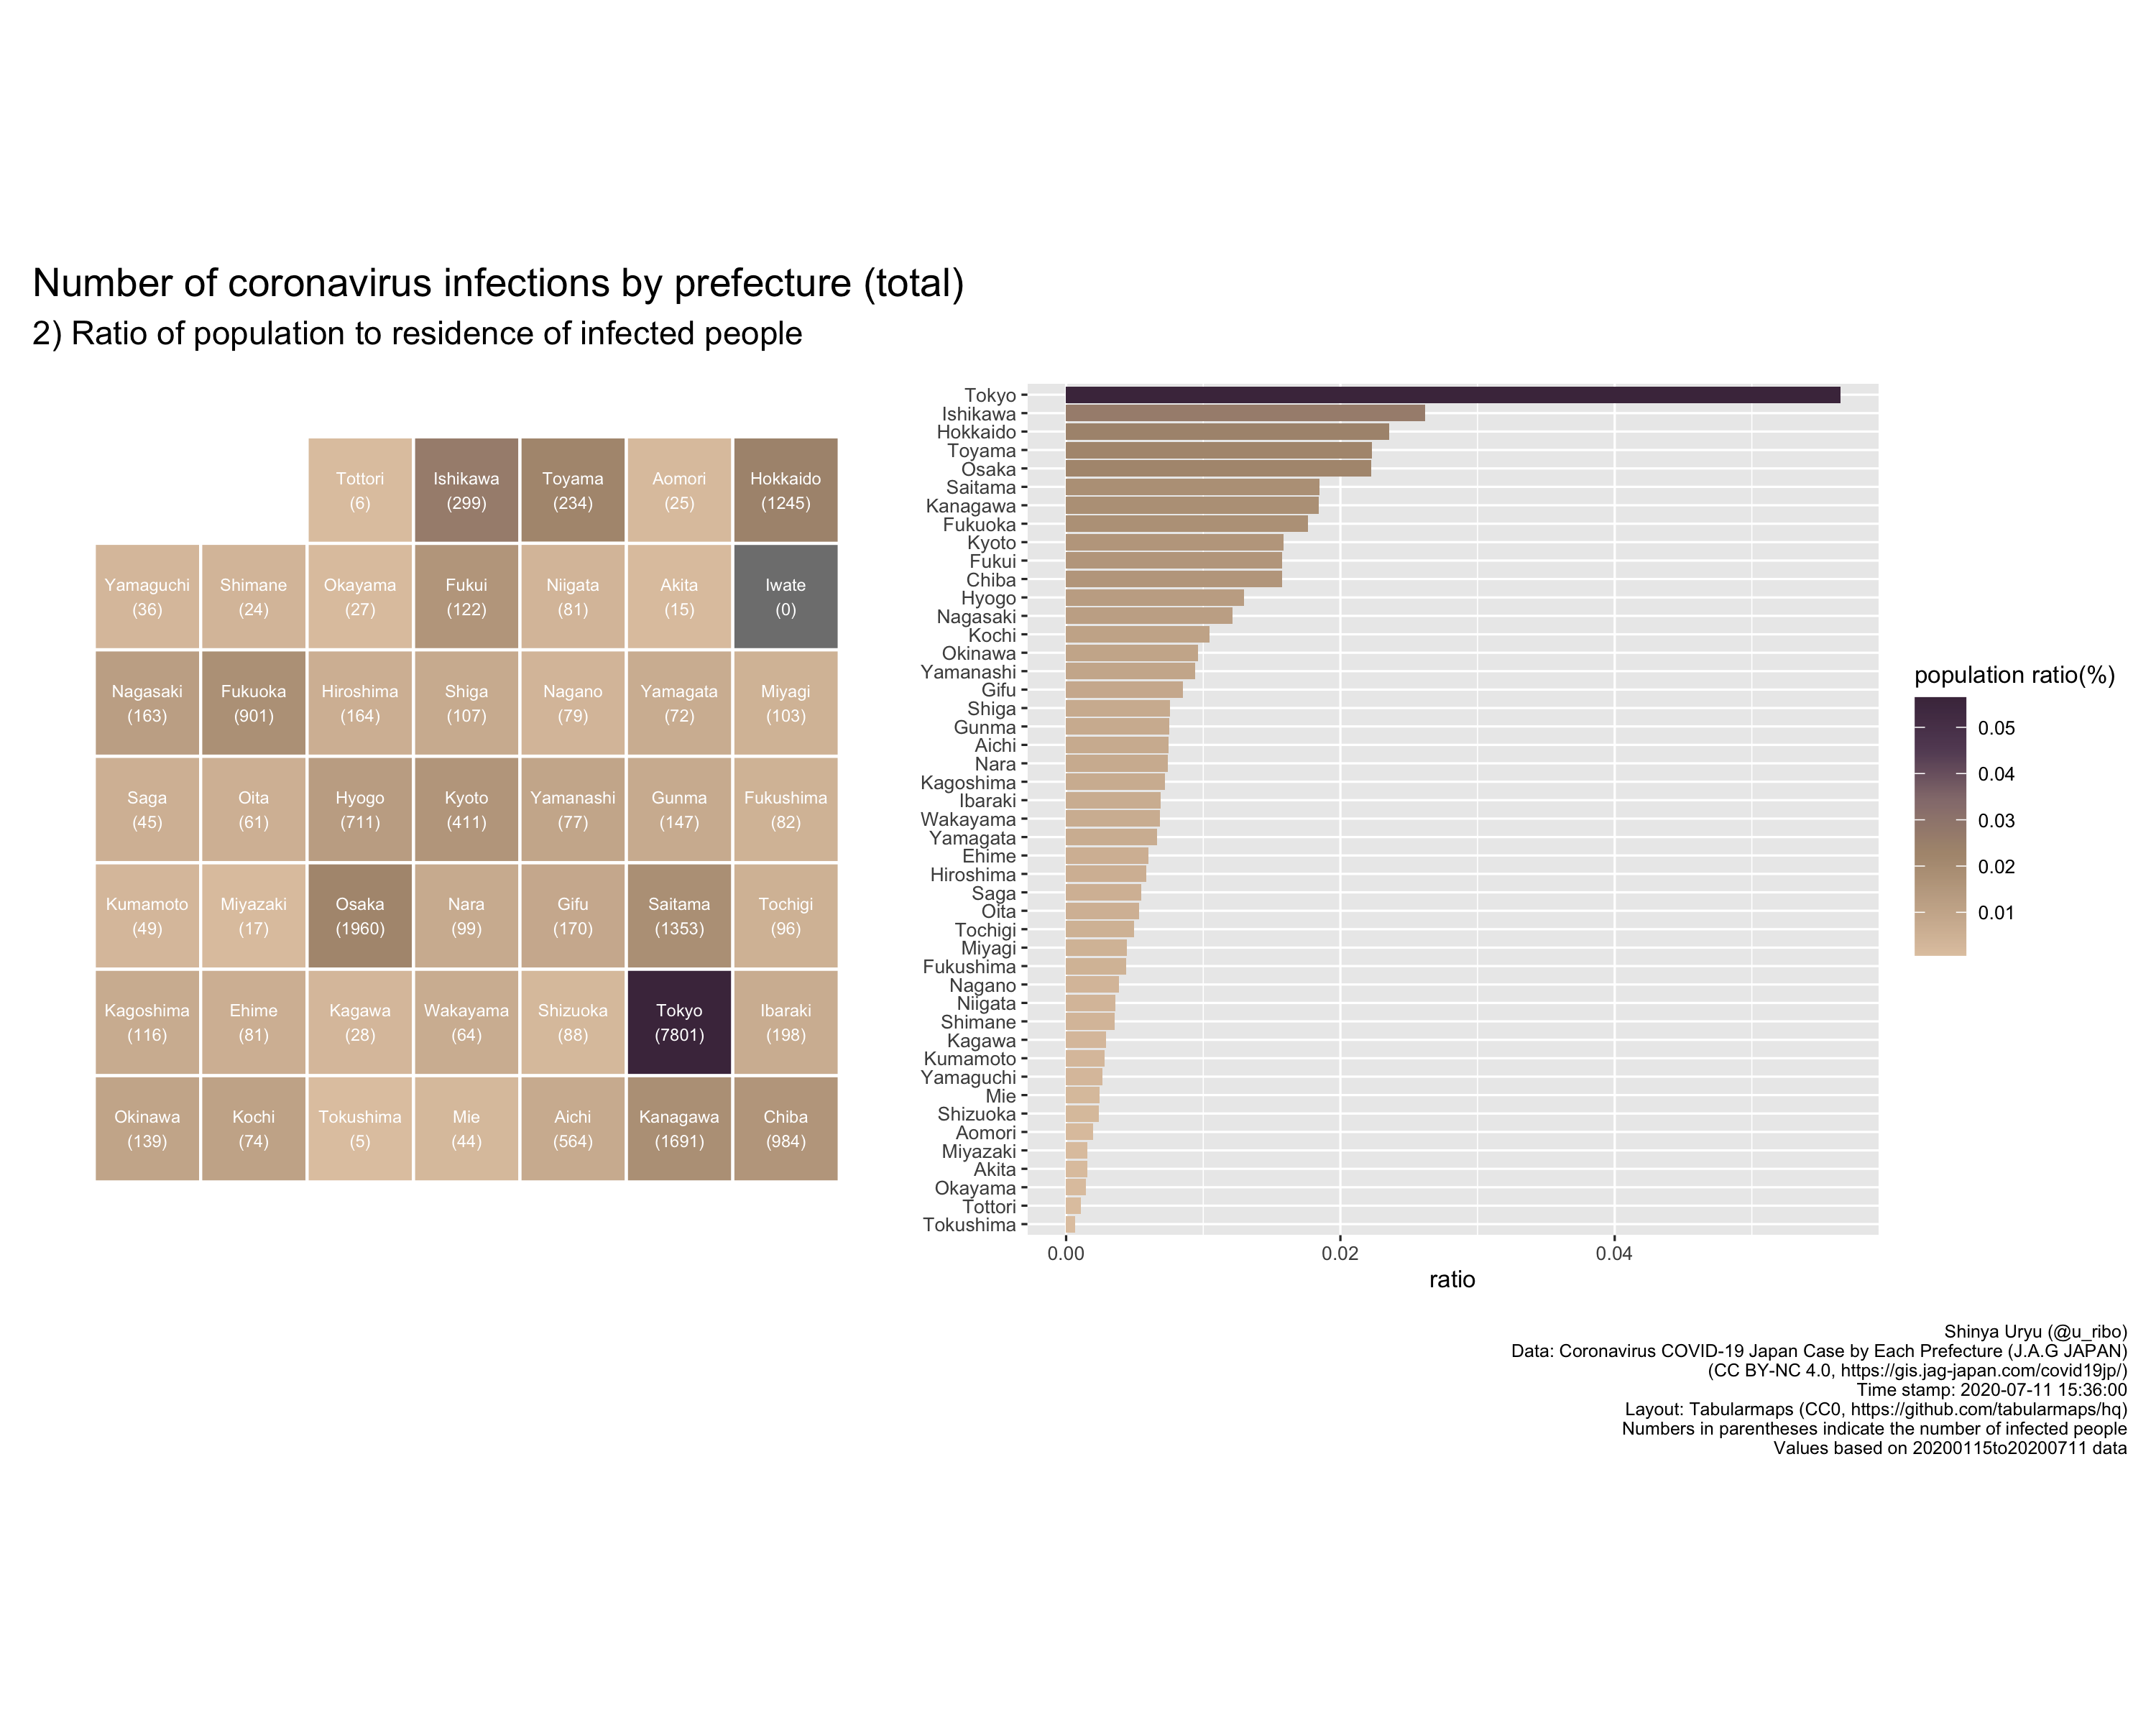 Number of coronavirus infections by prefecture (total)
2) Ratio of population to residence of infected people
Tottori
(6)
Ishikawa
(299)
Toyama
(234)
Aomori
(25)
Hokkaido
(1245)
Yamaguchi
(36)
Shimane
(24)
Okayama
(27)
Fukui
(122)
Niigata
(81)
Akita
(15)
Iwate
(0)
Nagasaki
(163)
Fukuoka
(901)
Hiroshima
(164)
Shiga
(107)
Nagano
(79)
Yamagata
(72)
Miyagi
(103)
Saga
(45)
Oita
(61)
Hyogo
(711)
Kyoto
(411)
Yamanashi
(77)
Gunma
(147)
Fukushima
(82)
Kumamoto
(49)
Miyazaki
(17)
Osaka
(1960)
Nara
(99)
Gifu
(170)
Saitama
(1353)
Tochigi
(96)
Kagoshima
(116)
Ehime
(81)
Kagawa
(28)
Wakayama
(64)
Shizuoka
(88)
Tokyo
(7801)
Ibaraki
(198)
Okinawa
(139)
Kochi
(74)
Tokushima
(5)
Mie
(44)
Aichi
(564)
Kanagawa
(1691)
Chiba
(984)
Tokyo
Ishikawa
Hokkaido
Toyama
Osaka
Saitama
Kanagawa
Fukuoka
Kyoto
Fukui
Chiba
Hyogo
Nagasaki
Kochi
Okinawa
Yamanashi
Gifu
Shiga
Gunma
Aichi
Nara
Kagoshima
Ibaraki
Wakayama
Yamagata
Ehime
Hiroshima
Saga
Oita
Tochigi
Miyagi
Fukushima
Nagano
Niigata
Shimane
Kagawa
Kumamoto
Yamaguchi
Mie
Shizuoka
Aomori
Miyazaki
Akita
Okayama
Tottori
Tokushima
0.00
0.02
0.04
ratio
population ratio(%)
0.05
0.04
0.03
0.02
0.01
Shinya Uryu (@u_ribo)
Data: Coronavirus COVID-19 Japan Case by Each Prefecture (J.A.G JAPAN)
(CC BY-NC 4.0, https://gis.jag-japan.com/covid19jp/)
Time stamp: 2020-07-11 15:36:00
Layout: Tabularmaps (CC0, https://github.com/tabularmaps/hq)
Numbers in parentheses indicate the number of infected people
Values based on 20200115to20200711 data